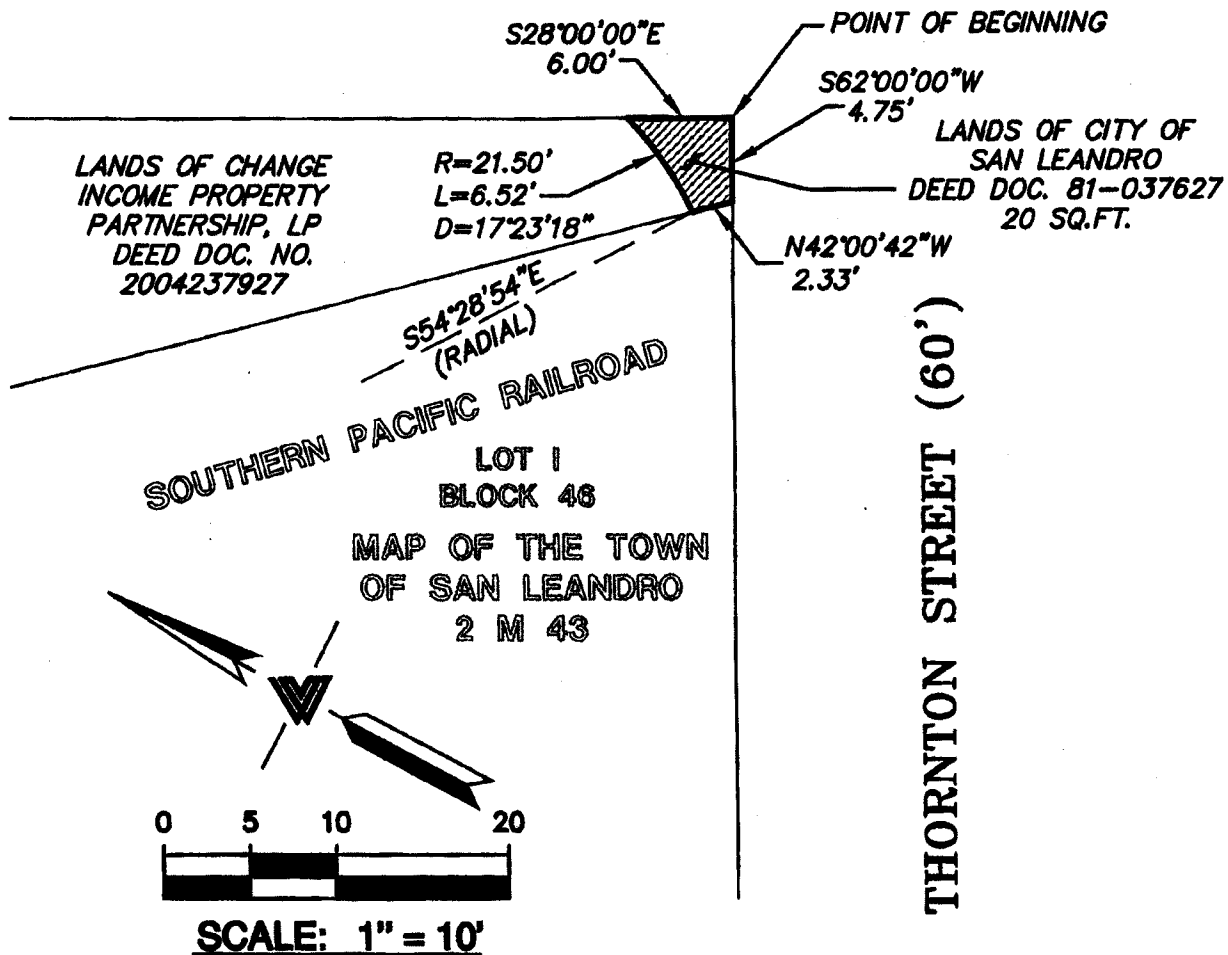 S28°00'00"E
6.00'
POINT OF BEGINNING
S62°00'00"W
4.75'
LANDS OF CITY OF
SAN LEANDRO
DEED DOC. 81-037627
20 SQ.FT.
LANDS OF CHANGE
INCOME PROPERTY
PARTNERSHIP, LP
DEED DOC. NO.
2004237927
R=21.50'
L=6.52'
D=17°23'18"
N42°00'42"W
2.33'
S54°28'54"E
(RADIAL)
SOUTHERN PACIFIC RAILROAD
LOT 1
BLOCK 46
MAP OF THE TOWN
OF SAN LEANDRO
2 M 43
THORNTON STREET (60')
0 5 10 20
SCALE: 1" = 10'